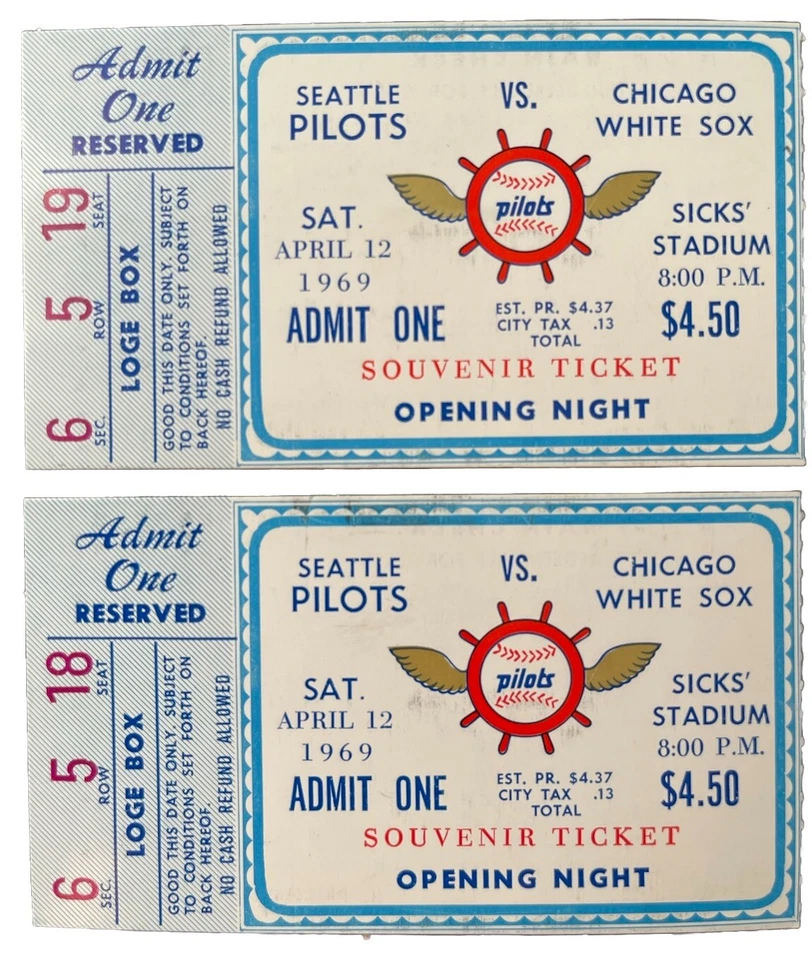 Admit
One
RESERVED
6 SEC. 5 ROW 19 SEAT
LOGE BOX
GOOD THIS DATE ONLY, SUBJECT
TO CONDITIONS SET FORTH ON
BACK HEREOF.
NO CASH REFUND ALLOWED
SEATTLE
PILOTS
VS.
CHICAGO
WHITE SOX
pilots
SAT.
APRIL 12
1969
SICKS'
STADIUM
8:00 P.M.
ADMIT ONE
EST. PR. $4.37
CITY TAX .13
TOTAL
$4.50
SOUVENIR TICKET
OPENING NIGHT
Admit
One
RESERVED
6 SEC. 5 ROW 18 SEAT
LOGE BOX
GOOD THIS DATE ONLY, SUBJECT
TO CONDITIONS SET FORTH ON
BACK HEREOF.
NO CASH REFUND ALLOWED
SEATTLE
PILOTS
VS.
CHICAGO
WHITE SOX
pilots
SAT.
APRIL 12
1969
SICKS'
STADIUM
8:00 P.M.
ADMIT ONE
EST. PR. $4.37
CITY TAX .13
TOTAL
$4.50
SOUVENIR TICKET
OPENING NIGHT